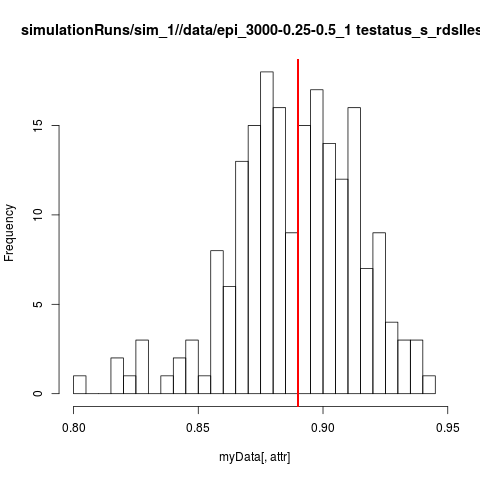 simulationRuns/sim_1//data/epi_3000-0.25-0.5_1 testatus_s_rdslles
Frequency
15
10
5
0
0.80 0.85 0.90 0.95
myData[, attr]